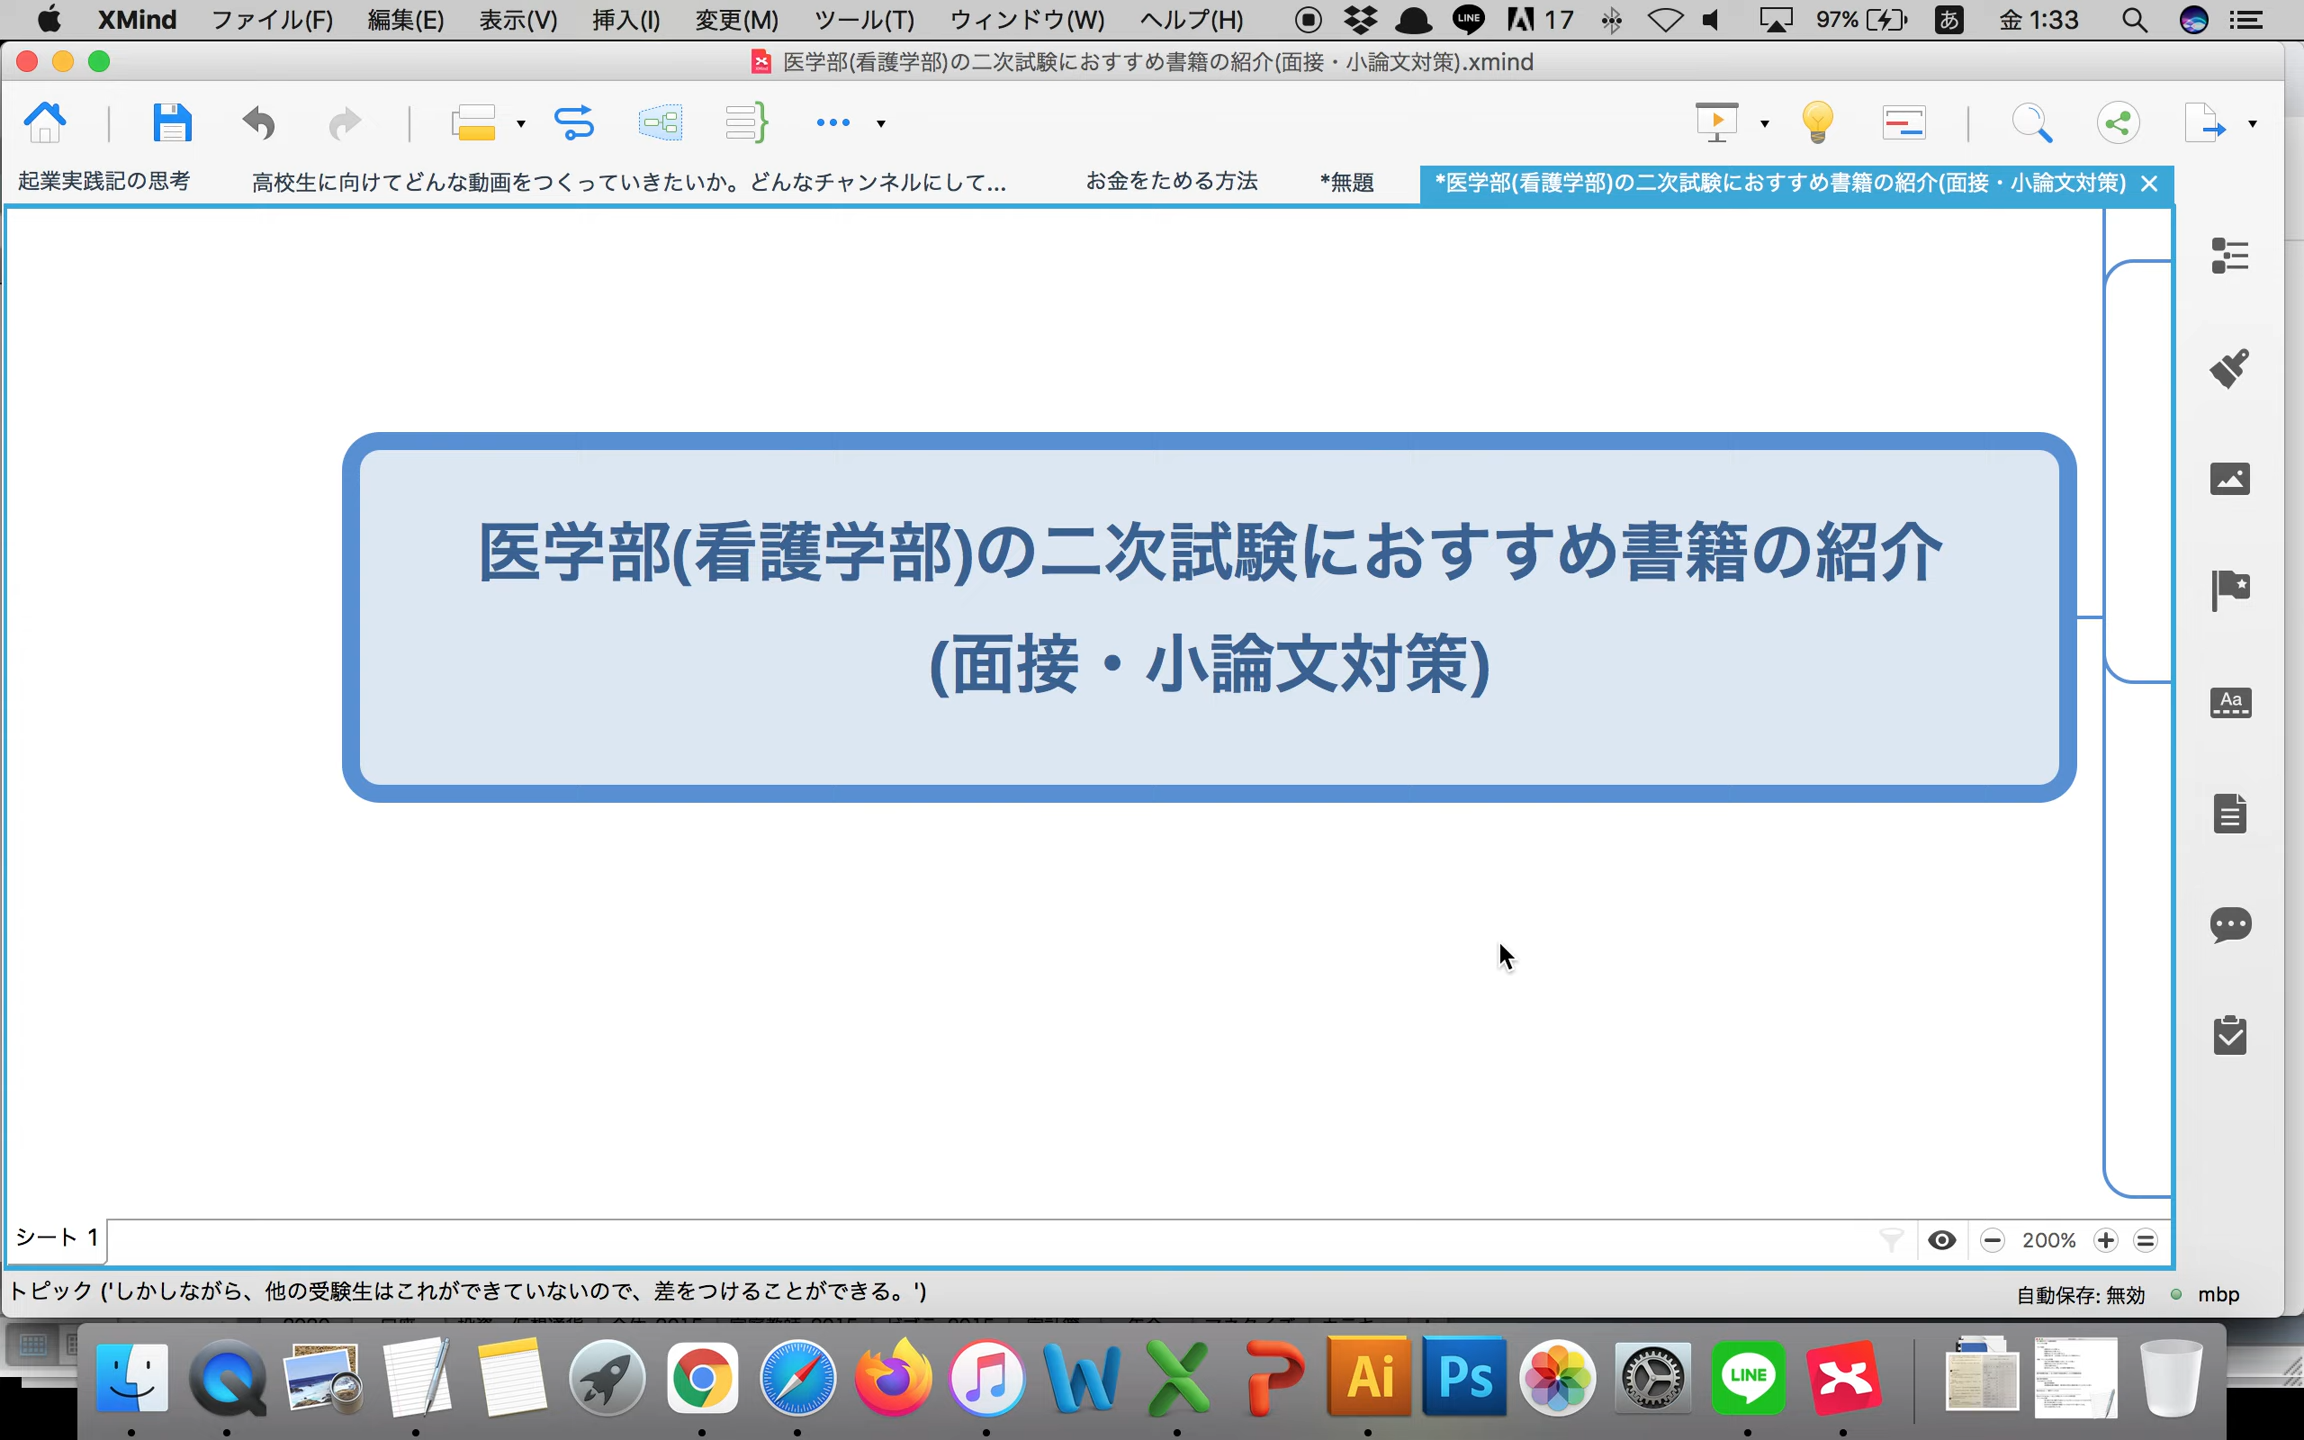 XMind ファイル(F) 編集(E) 表示(V) 挿入(I) 変更(M) ツール(T) ウィンドウ(W) ヘルプ(H) LINE 17 97% あ 金 1:33
医学部(看護学部)の二次試験におすすめ書籍の紹介(面接・小論文対策).xmind
起業実践記の思考 高校生に向けてどんな動画をつくっていきたいか。どんなチャンネルにして... お金をためる方法 *無題 *医学部(看護学部)の二次試験におすすめ書籍の紹介(面接・小論文対策)
医学部(看護学部)の二次試験におすすめ書籍の紹介
(面接・小論文対策)
Aa
シート 1 200%
トピック ('しかしながら、他の受験生はこれができていないので、差をつけることができる。') 自動保存: 無効 mbp
Ai Ps LINE